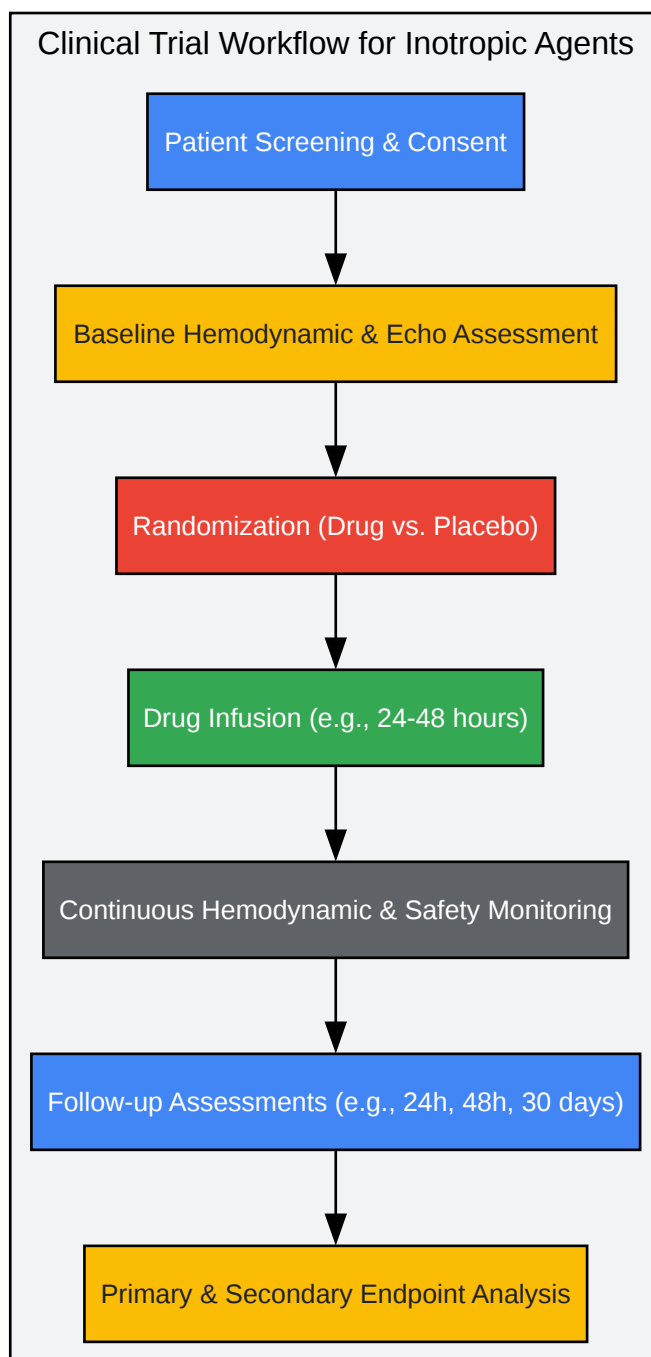 Clinical Trial Workflow for Inotropic Agents
Patient Screening & Consent
Baseline Hemodynamic & Echo Assessment
Randomization (Drug vs. Placebo)
Drug Infusion (e.g., 24-48 hours)
Continuous Hemodynamic & Safety Monitoring
Follow-up Assessments (e.g., 24h, 48h, 30 days)
Primary & Secondary Endpoint Analysis